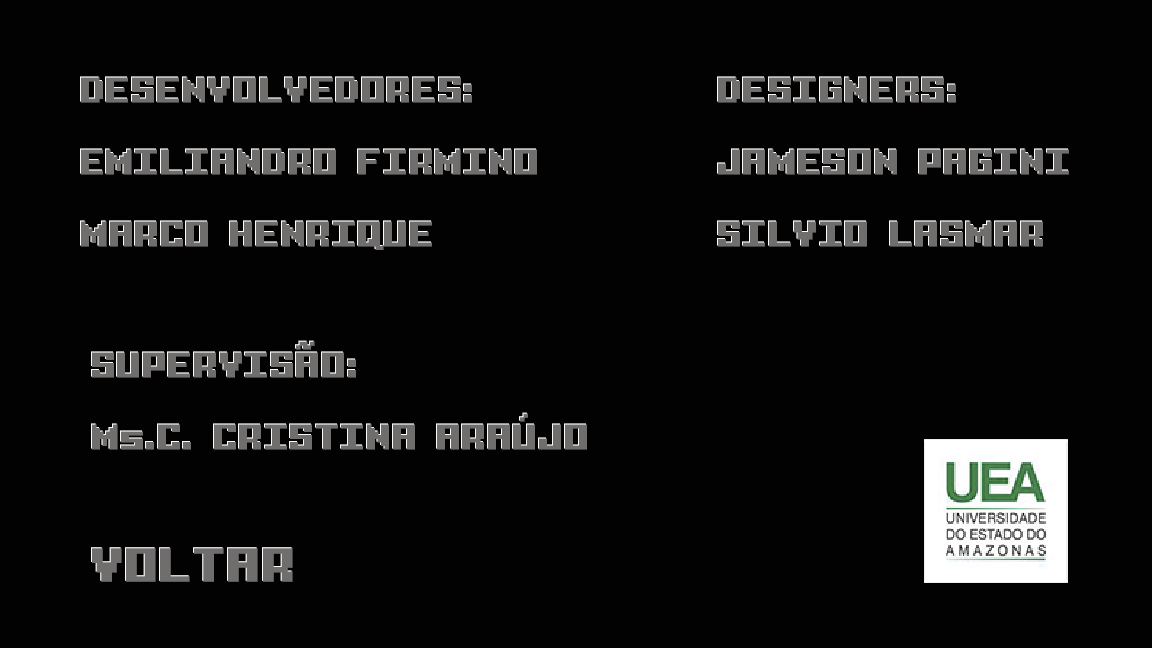 DESENVOLVEDORES:
EMILIANDRO FIRMINO
MARCO HENRIQUE
DESIGNERS:
JAMESON PAGINI
SILVIO LASMAR
SUPERVISÃO:
Ms.C. CRISTINA ARAÚJO
VOLTAR
UEA
UNIVERSIDADE
DO ESTADO DO
AMAZONAS